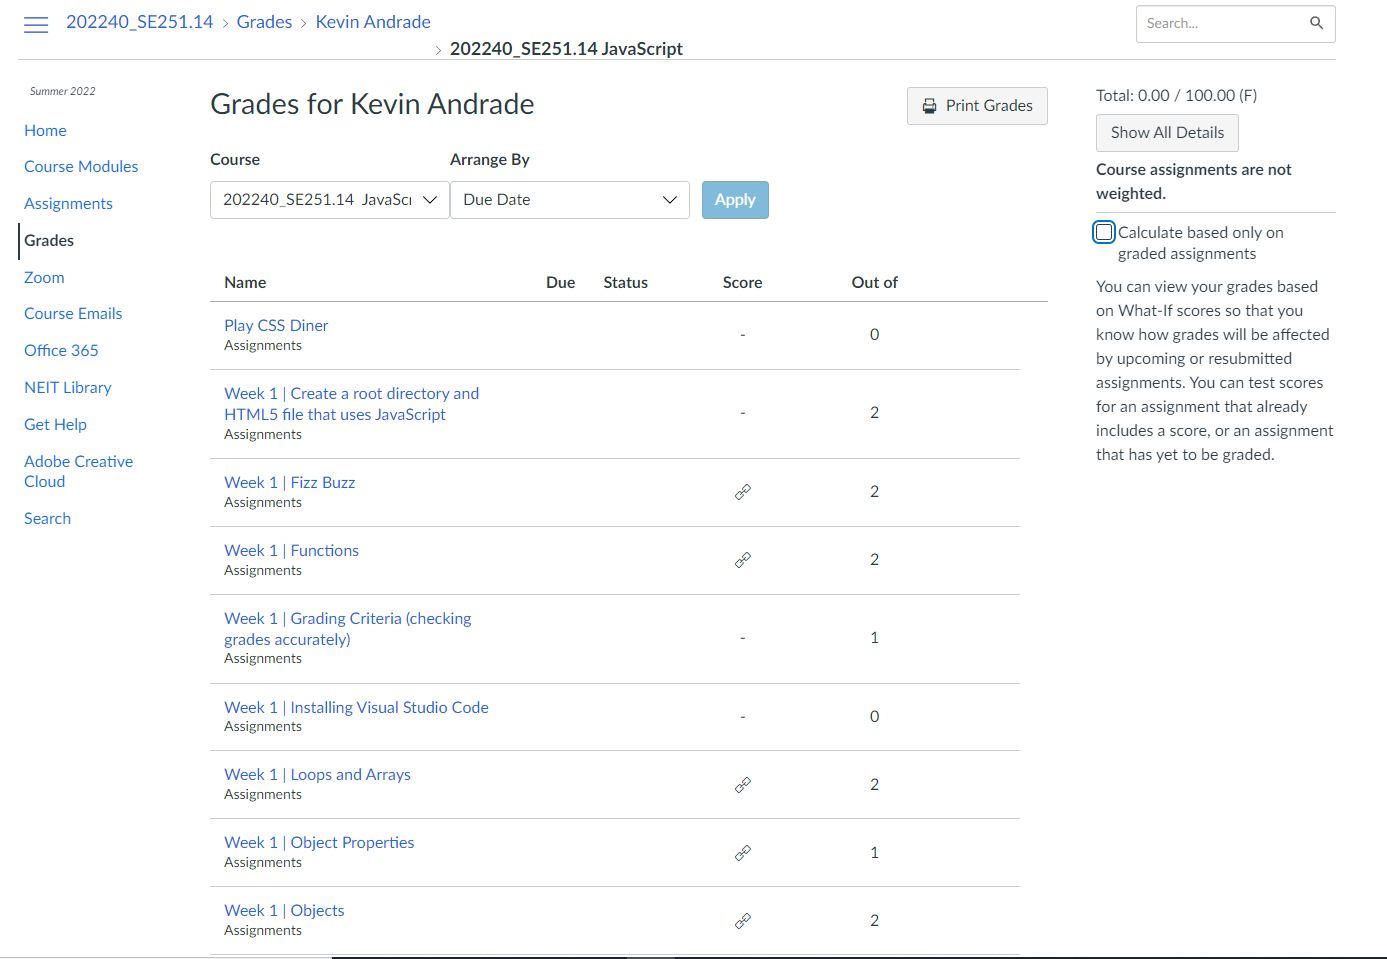 202240_SE251.14 > Grades > Kevin Andrade
> 202240_SE251.14 JavaScript
Search...
Summer 2022
Home
Course Modules
Assignments
Grades
Zoom
Course Emails
Office 365
NEIT Library
Get Help
Adobe Creative
Cloud
Search
Grades for Kevin Andrade
Print Grades
Course
Arrange By
202240_SE251.14 JavaScr
Due Date
Apply
Name Due Status Score Out of
Play CSS Diner
Assignments
- 0
Week 1 | Create a root directory and
HTML5 file that uses JavaScript
Assignments
- 2
Week 1 | Fizz Buzz
Assignments
2
Week 1 | Functions
Assignments
2
Week 1 | Grading Criteria (checking
grades accurately)
Assignments
- 1
Week 1 | Installing Visual Studio Code
Assignments
- 0
Week 1 | Loops and Arrays
Assignments
2
Week 1 | Object Properties
Assignments
1
Week 1 | Objects
Assignments
2
Total: 0.00 / 100.00 (F)
Show All Details
Course assignments are not
weighted.
Calculate based only on
graded assignments
You can view your grades based
on What-If scores so that you
know how grades will be affected
by upcoming or resubmitted
assignments. You can test scores
for an assignment that already
includes a score, or an assignment
that has yet to be graded.